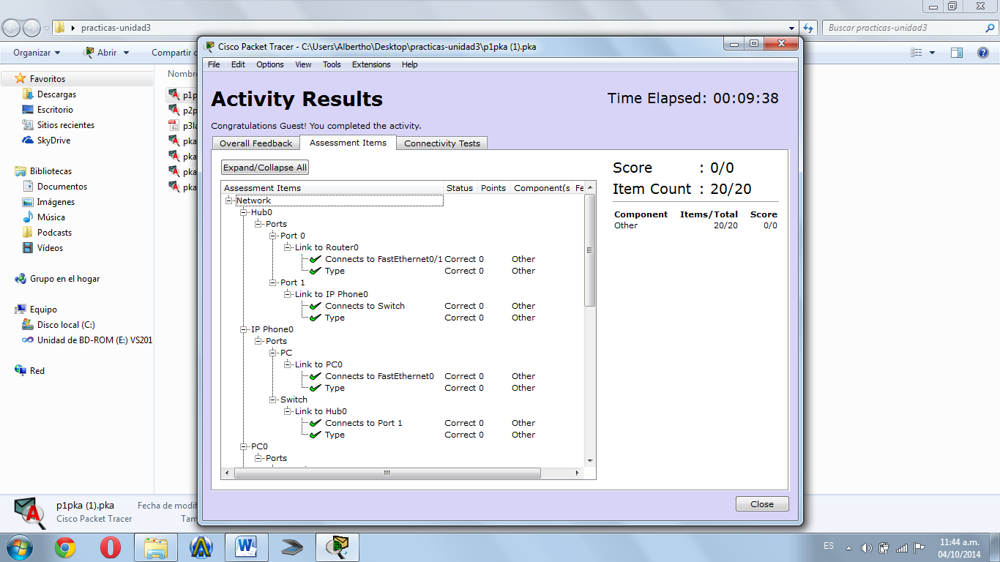 practicas-unidad3
Buscar practicas-unidad3
Organizar
Abrir
Compartir c
Favoritos
Descargas
Escritorio
Sitios recientes
SkyDrive
Bibliotecas
Documentos
Imágenes
Música
Podcasts
Vídeos
Grupo en el hogar
Equipo
Disco local (C:)
Unidad de BD-ROM (E:) VS201
Red
Nombr
p1p
p2p
p3la
pka
pka
pka
pka
Cisco Packet Tracer - C:\Users\Albertho\Desktop\practicas-unidad3\p1pka (1).pka
File Edit Options View Tools Extensions Help
Activity Results
Time Elapsed: 00:09:38
Congratulations Guest! You completed the activity.
Overall Feedback Assessment Items Connectivity Tests
Expand/Collapse All
Assessment Items Status Points Component(s Fe
Network
Hub0
Ports
Port 0
Link to Router0
Connects to FastEthernet0/1 Correct 0 Other
Type Correct 0 Other
Port 1
Link to IP Phone0
Connects to Switch Correct 0 Other
Type Correct 0 Other
IP Phone0
Ports
PC
Link to PC0
Connects to FastEthernet0 Correct 0 Other
Type Correct 0 Other
Switch
Link to Hub0
Connects to Port 1 Correct 0 Other
Type Correct 0 Other
PC0
Ports
Score : 0/0
Item Count : 20/20
Component Items/Total Score
Other 20/20 0/0
Close
p1pka (1).pka Fecha de modif
Cisco Packet Tracer Tam
ES
11:44 a.m.
04/10/2014